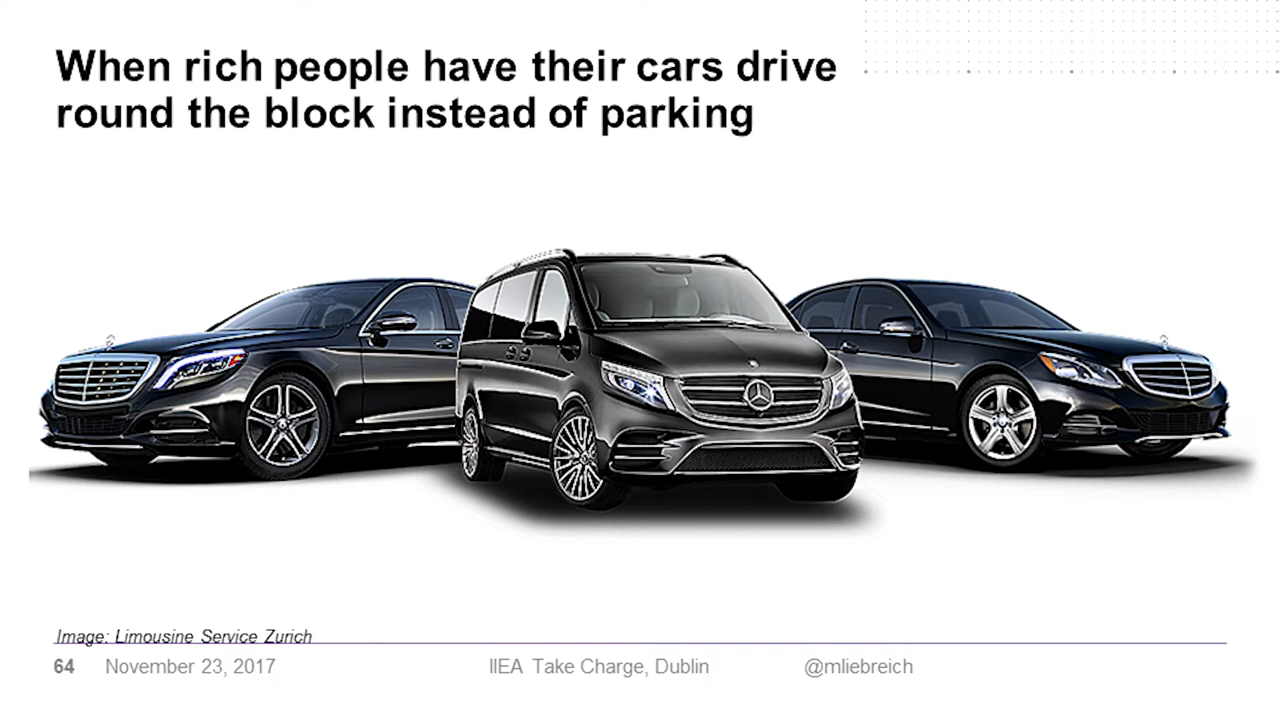 When rich people have their cars drive
round the block instead of parking
Image: Limousine Service Zurich
64 November 23, 2017 IIEA Take Charge, Dublin @mliebreich